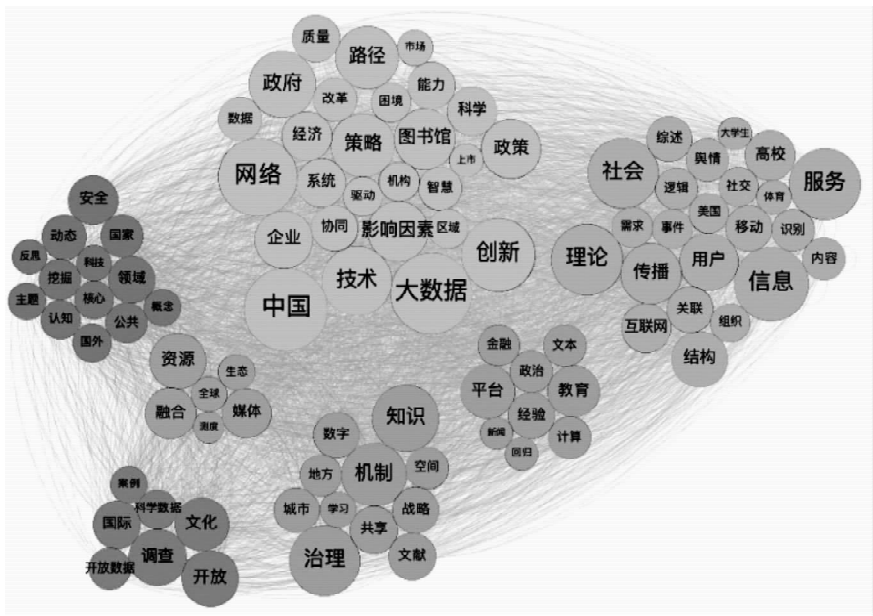 质量
路径
市场
政府
能力
改革
困境
科学
数据
经济
策略
图书馆
政策
网络
系统
驱动
机构
智慧
上市
企业
协同
影响因素
区域
创新
中国
技术
大数据
综述
大学生
舆情
高校
社会
逻辑
社交
体育
服务
美国
需求
事件
移动
识别
理论
传播
用户
信息
内容
互联网
关联
组织
结构
安全
动态
国家
反思
科技
挖掘
领域
主题
核心
概念
认知
公共
国外
资源
生态
全球
融合
测度
媒体
金融
文本
政治
平台
教育
经验
新闻
计算
回归
知识
数字
地方
机制
空间
城市
学习
战略
共享
治理
文献
案例
科学数据
国际
文化
调查
开放数据
开放